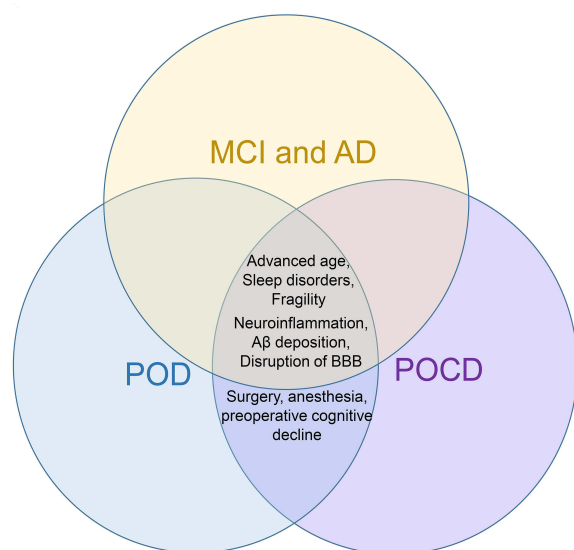 MCI and AD
Advanced age,
Sleep disorders,
Fragility
Neuroinflammation,
Aβ deposition,
Disruption of BBB
POD
POCD
Surgery, anesthesia,
preoperative cognitive
decline